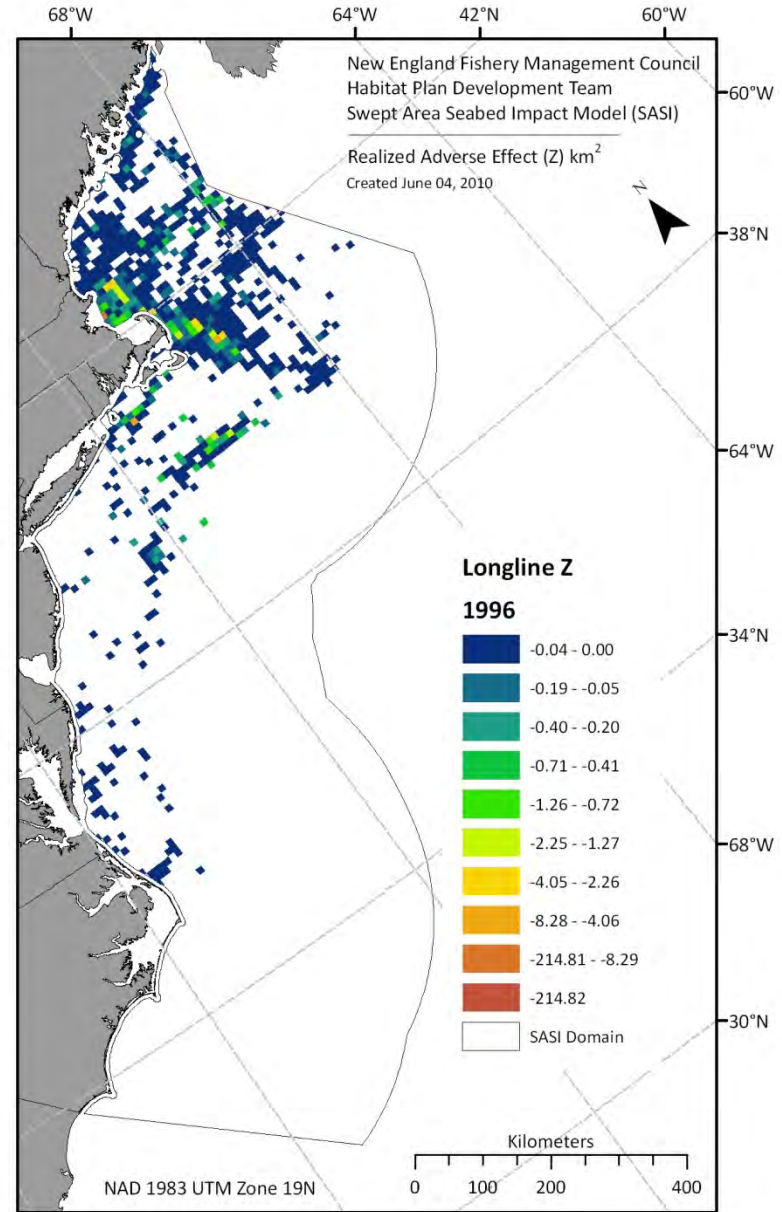 68°W 64°W 42°N 60°W
New England Fishery Management Council
Habitat Plan Development Team
Swept Area Seabed Impact Model (SASI)
Realized Adverse Effect (Z) km²
Created June 04, 2010
N
60°W
38°N
64°W
34°N
68°W
30°N
Longline Z
1996
-0.04 - 0.00
-0.19 - -0.05
-0.40 - -0.20
-0.71 - -0.41
-1.26 - -0.72
-2.25 - -1.27
-4.05 - -2.26
-8.28 - -4.06
-214.81 - -8.29
-214.82
SASI Domain
Kilometers
0 100 200 400
NAD 1983 UTM Zone 19N